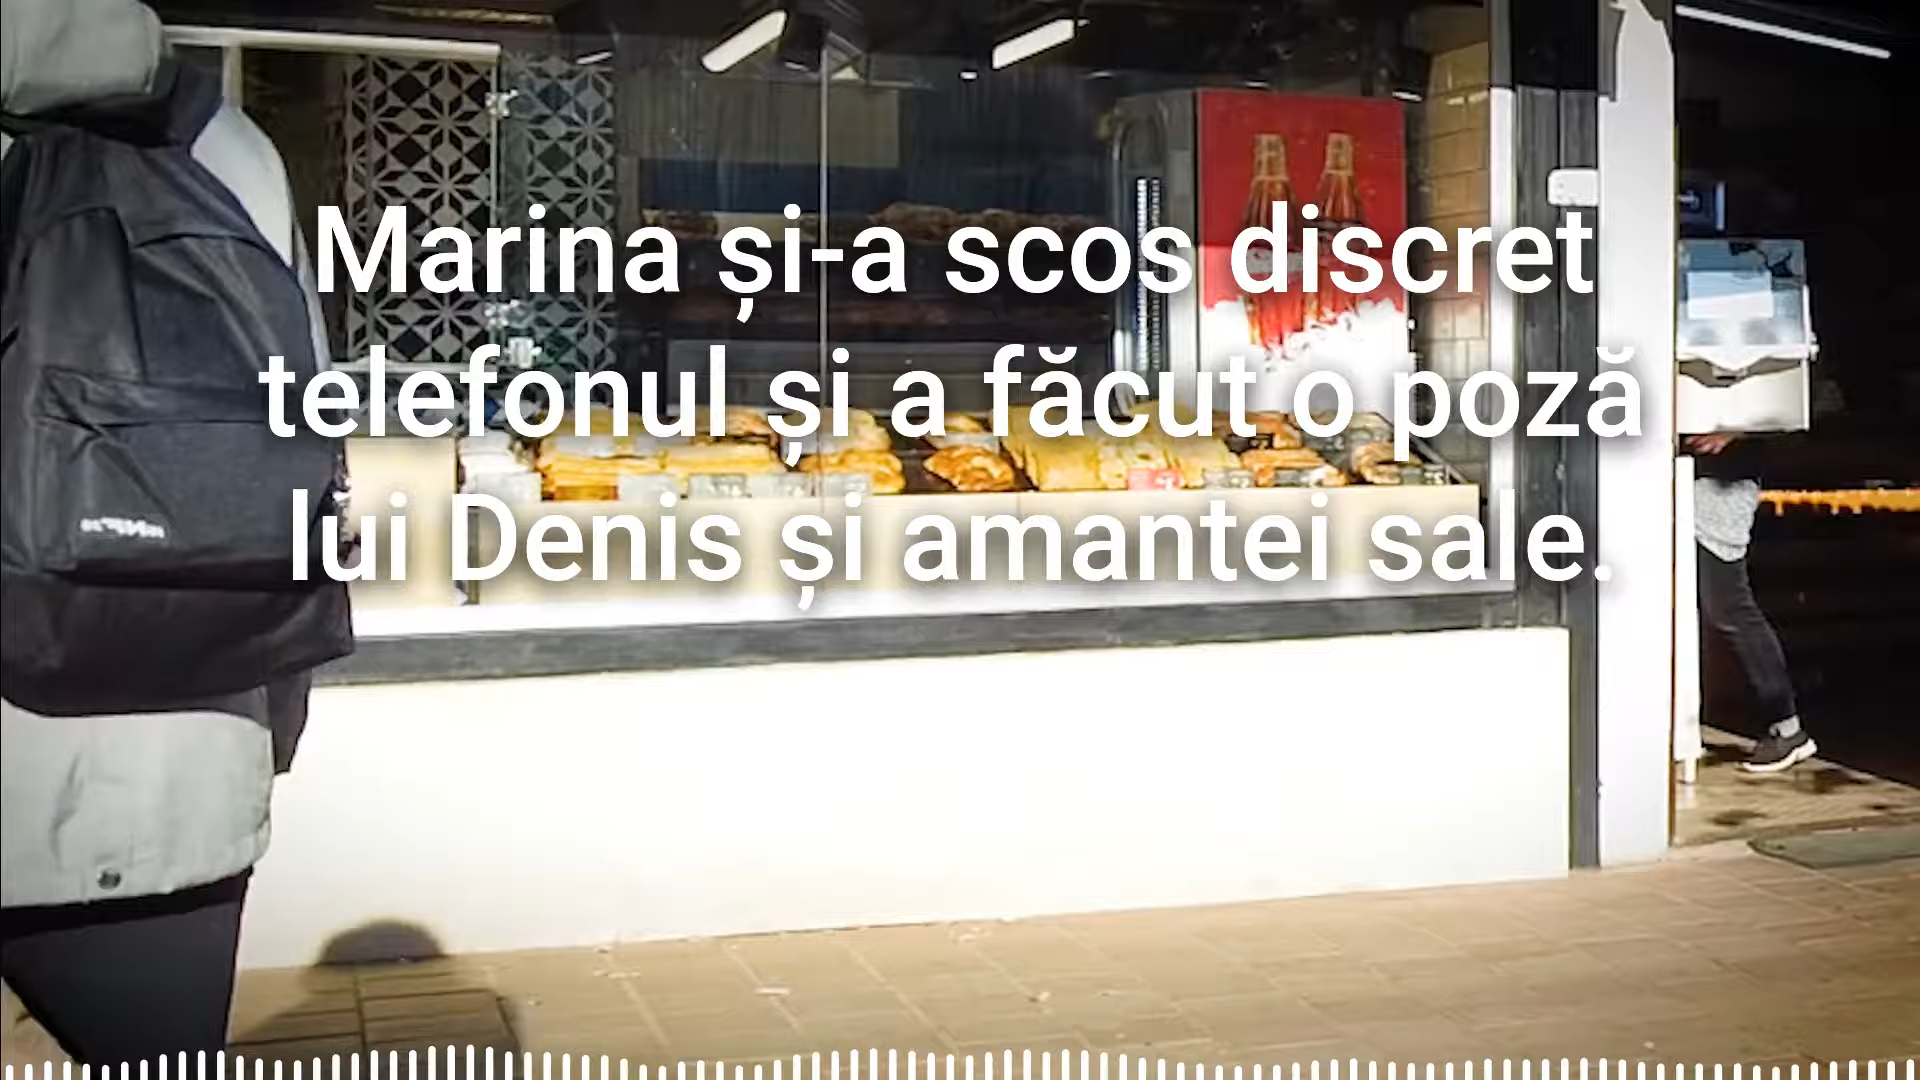 Marina și-a scos discret
telefonul și a făcut o poză
lui Denis și amantei sale.